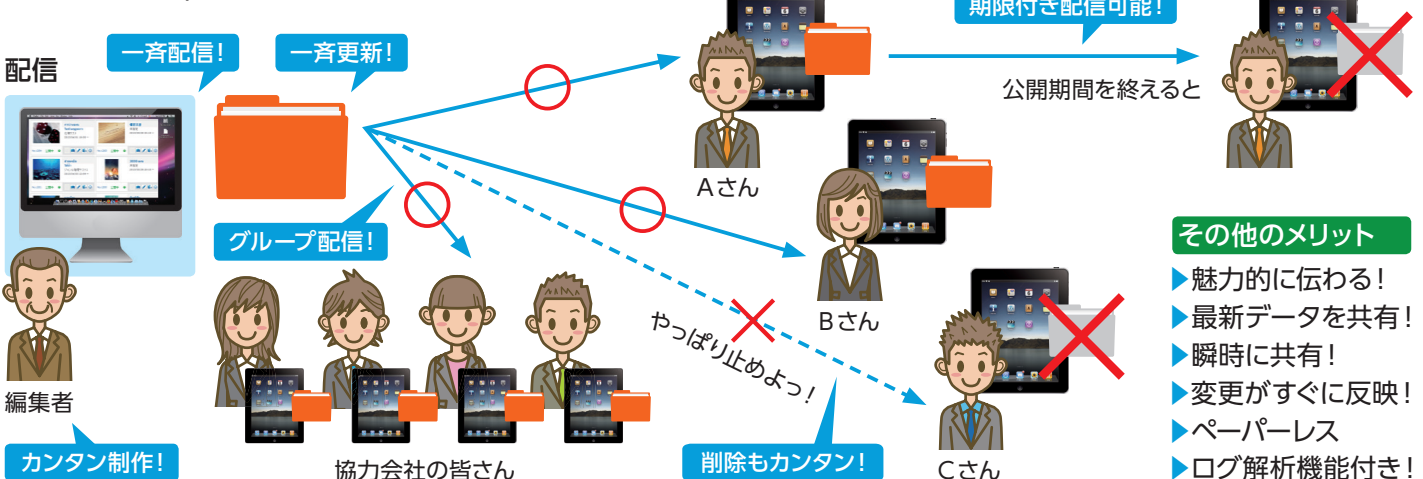 期限付き配信可能！
一斉配信！
一斉更新！
配信
公開期間を終えると
Aさん
グループ配信！
Bさん
やっぱり止めよっ！
編集者
カンタン制作！
協力会社の皆さん
削除もカンタン！
Cさん
その他のメリット
▶魅力的に伝わる！
▶最新データを共有！
▶瞬時に共有！
▶変更がすぐに反映！
▶ペーパーレス
▶ログ解析機能付き！